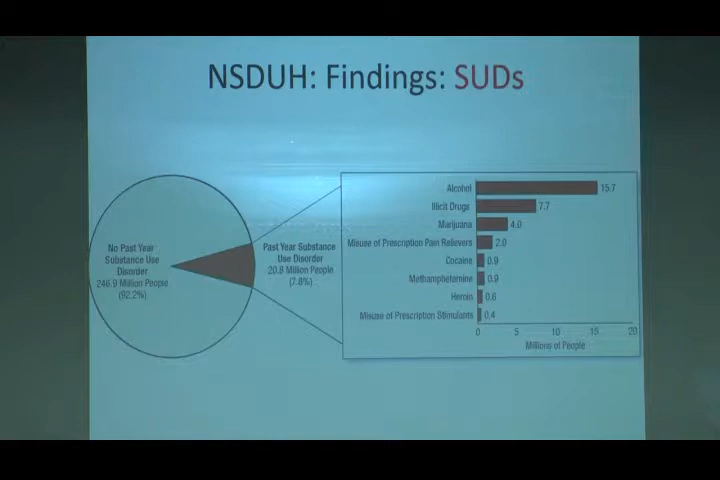 NSDUH: Findings: SUDs
No Past Year
Substance Use
Disorder
246.9 Million People
(92.2%)
Past Year Substance
Use Disorder
20.8 Million People
(7.8%)
Alcohol 15.7
Illicit Drugs 7.7
Marijuana 4.0
Misuse of Prescription Pain Relievers 2.0
Cocaine 0.9
Methamphetamine 0.9
Heroin 0.6
Misuse of Prescription Stimulants 0.4
0 5 10 15 20
Millions of People